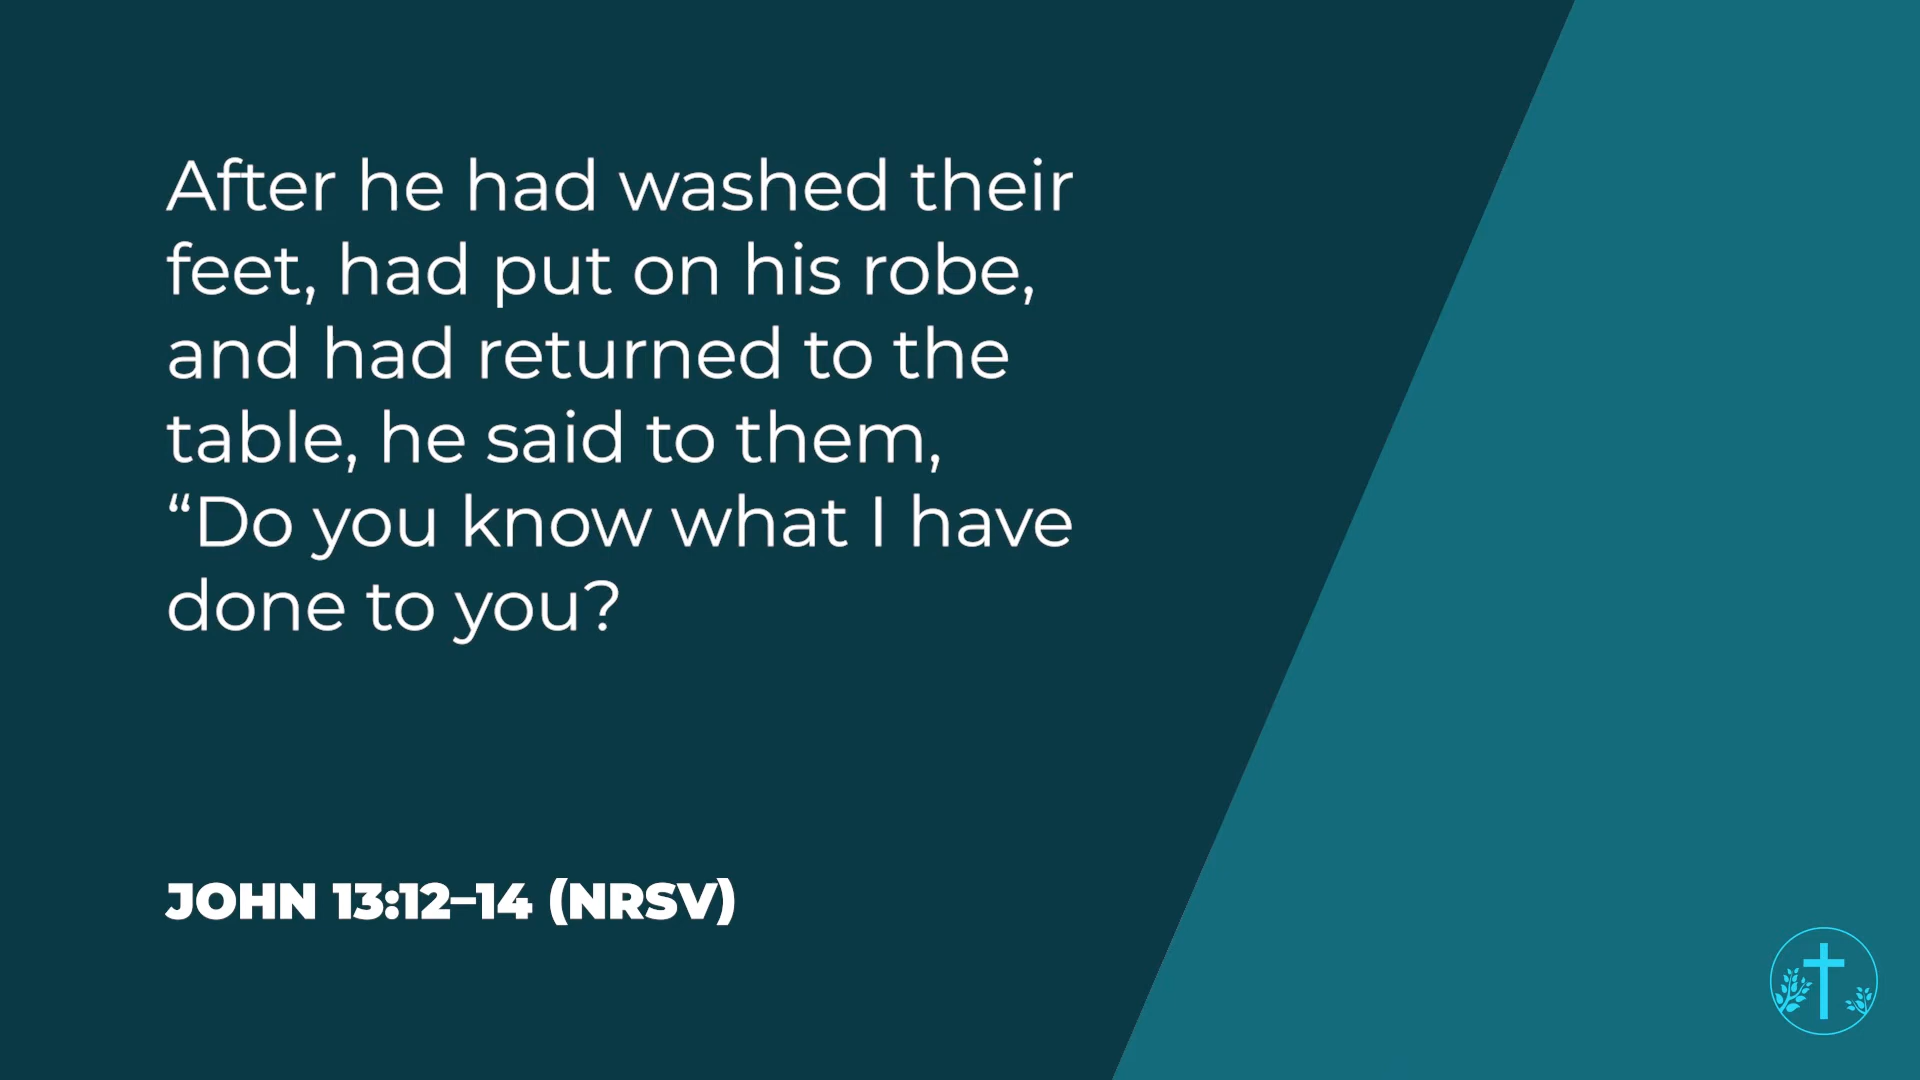 After he had washed their
feet, had put on his robe,
and had returned to the
table, he said to them,
“Do you know what I have
done to you?
JOHN 13:12–14 (NRSV)